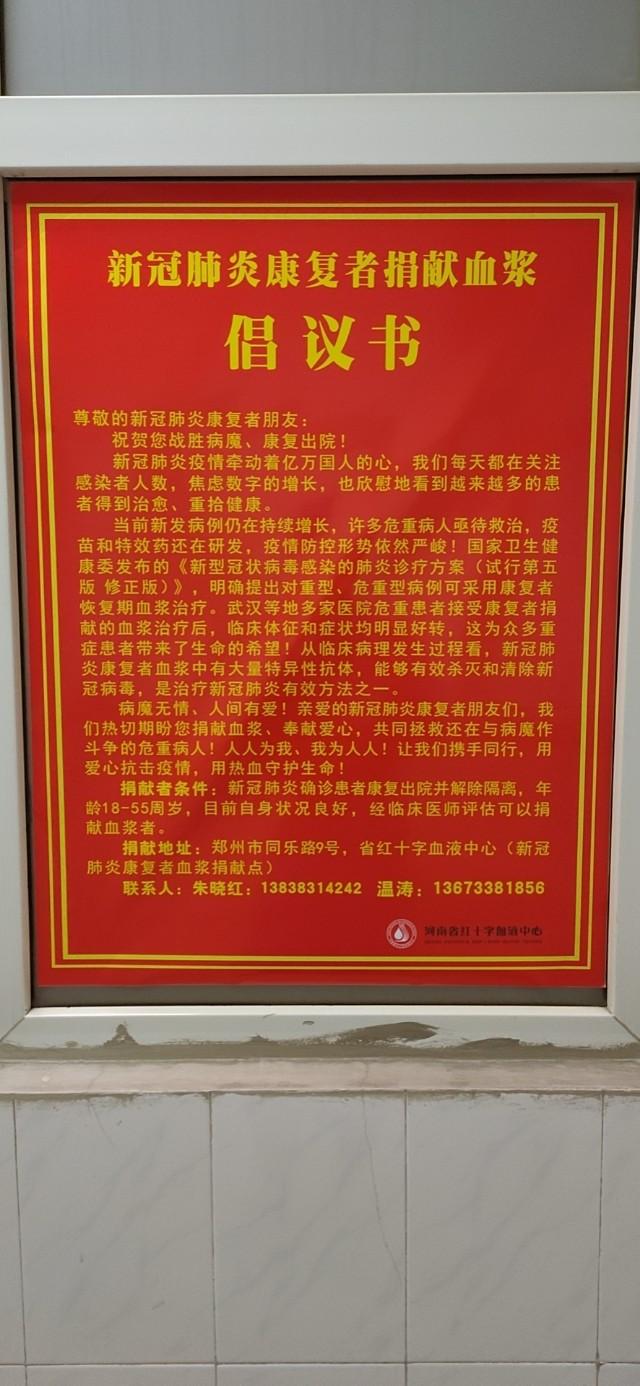 新冠肺炎康复者捐献血浆
倡议书
尊敬的新冠肺炎康复者朋友：
祝贺您战胜病魔、康复出院！
新冠肺炎疫情牵动着亿万国人的心，我们每天都在关注
感染者人数，焦虑数字的增长，也欣慰地看到越来越多的患
者得到治愈、重拾健康。
当前新发病例仍在持续增长，许多危重病人亟待救治，疫
苗和特效药还在研发，疫情防控形势依然严峻！国家卫生健
康委发布的《新型冠状病毒感染的肺炎诊疗方案（试行第五
版 修正版）》，明确提出对重型、危重型病例可采用康复者
恢复期血浆治疗。武汉等地多家医院危重患者接受康复者捐
献的血浆治疗后，临床体征和症状均明显好转，这为众多重
症患者带来了生命的希望！从临床病理发生过程看，新冠肺
炎康复者血浆中有大量特异性抗体，能够有效杀灭和清除新
冠病毒，是治疗新冠肺炎有效方法之一。
病魔无情、人间有爱！亲爱的新冠肺炎康复者朋友们，我
们热切期盼您捐献血浆、奉献爱心，共同拯救还在与病魔作
斗争的危重病人！人人为我、我为人人！让我们携手同行，用
爱心抗击疫情，用热血守护生命！
捐献者条件：新冠肺炎确诊患者康复出院并解除隔离，年
龄18-55周岁，目前自身状况良好，经临床医师评估可以捐
献血浆者。
捐献地址：郑州市同乐路9号，省红十字血液中心（新冠
肺炎康复者血浆捐献点）
联系人：朱晓红：13838314242 温涛：13673381856
河南省红十字血液中心